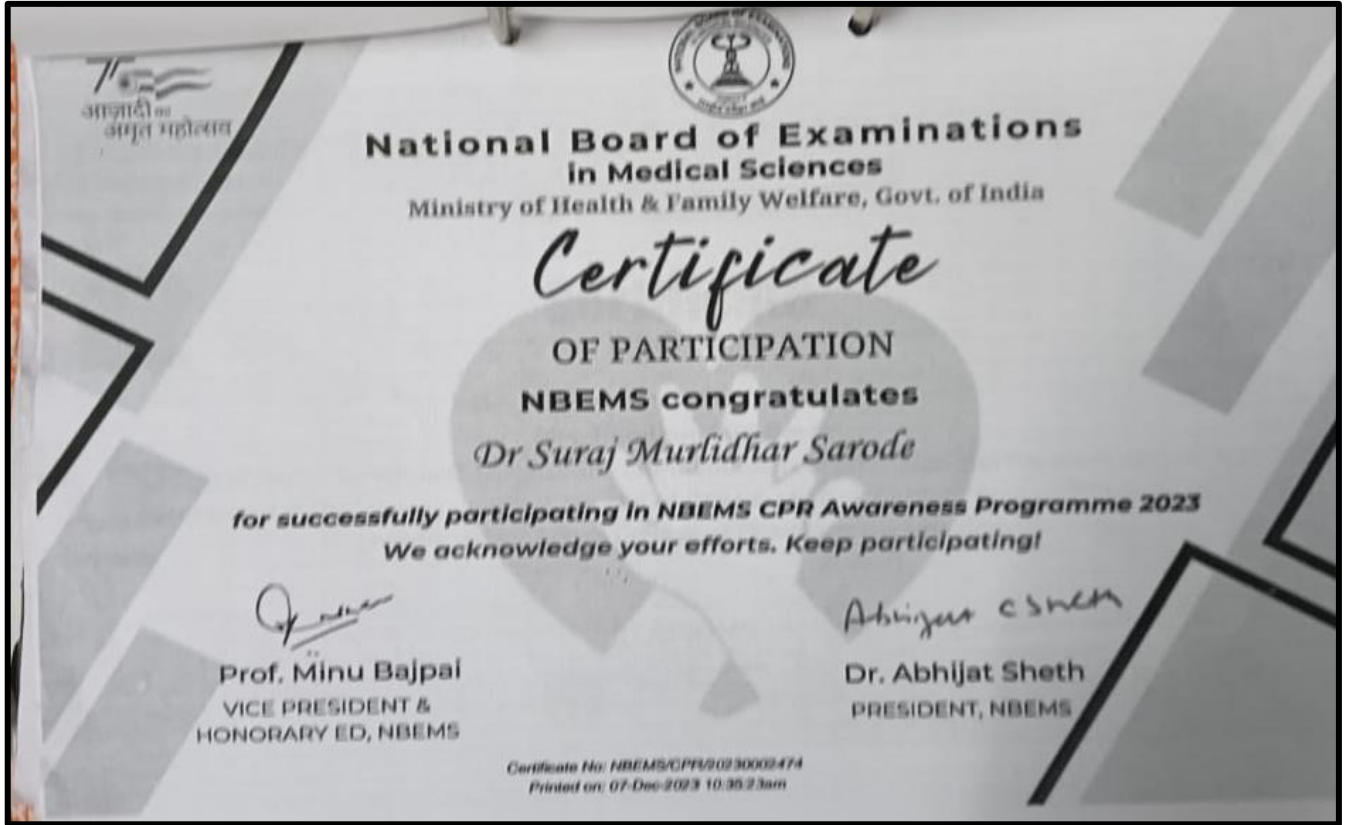 आज़ादी का
अमृत महोत्सव
National Board of Examinations
in Medical Sciences
Ministry of Health & Family Welfare, Govt. of India
Certificate
OF PARTICIPATION
NBEMS congratulates
Dr Suraj Murlidhar Sarode
for successfully participating in NBEMS CPR Awareness Programme 2023
We acknowledge your efforts. Keep participating!
Abhijat C Sheth
Prof. Minu Bajpai
VICE PRESIDENT &
HONORARY ED, NBEMS
Dr. Abhijat Sheth
PRESIDENT, NBEMS
Certificate No: NBEMS/CPR/20230002474
Printed on: 07-Dec-2023 10:35:23am